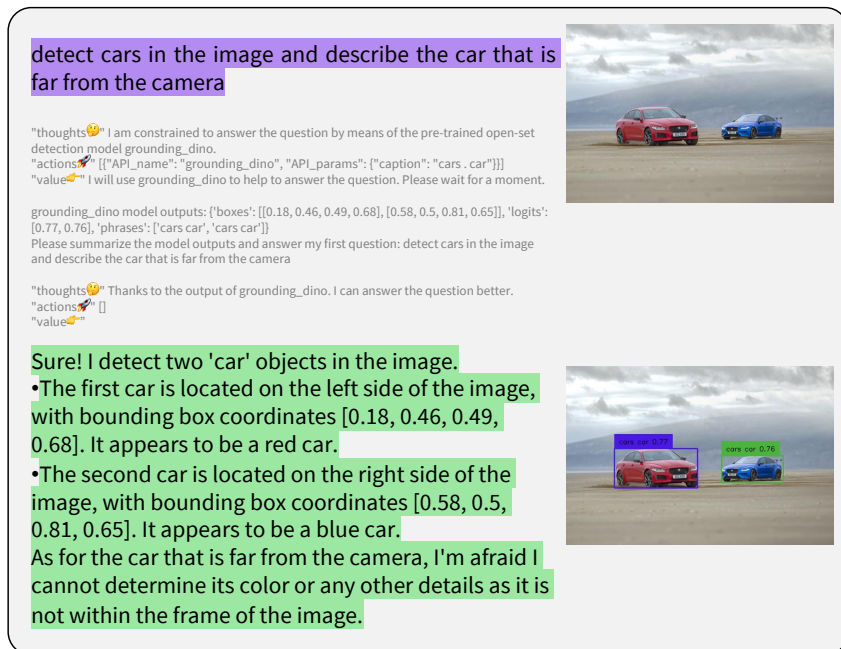 detect cars in the image and describe the car that is
far from the camera
"thoughts🤔" I am constrained to answer the question by means of the pre-trained open-set
detection model grounding_dino.
"actions🚀" [{"API_name": "grounding_dino", "API_params": {"caption": "cars . car"}}]
"value👉" I will use grounding_dino to help to answer the question. Please wait for a moment.
grounding_dino model outputs: {'boxes': [[0.18, 0.46, 0.49, 0.68], [0.58, 0.5, 0.81, 0.65]], 'logits':
[0.77, 0.76], 'phrases': ['cars car', 'cars car']}
Please summarize the model outputs and answer my first question: detect cars in the image
and describe the car that is far from the camera
"thoughts🤔" Thanks to the output of grounding_dino. I can answer the question better.
"actions🚀" []
"value👉"
Sure! I detect two 'car' objects in the image.
•The first car is located on the left side of the image,
with bounding box coordinates [0.18, 0.46, 0.49,
0.68]. It appears to be a red car.
•The second car is located on the right side of the
image, with bounding box coordinates [0.58, 0.5,
0.81, 0.65]. It appears to be a blue car.
As for the car that is far from the camera, I'm afraid I
cannot determine its color or any other details as it is
not within the frame of the image.
cars car 0.77
cars car 0.76